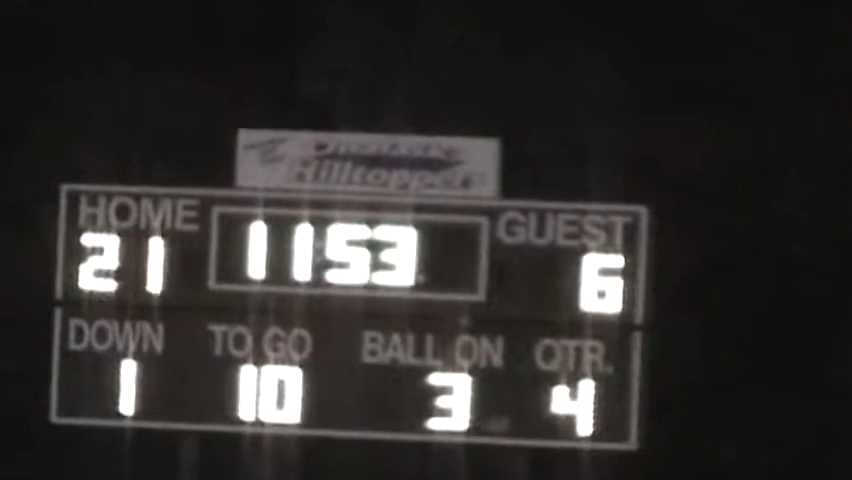 Hilltoppers
HOME 1153 GUEST
21 6
DOWN TO GO BALL ON QTR.
1 10 3 4